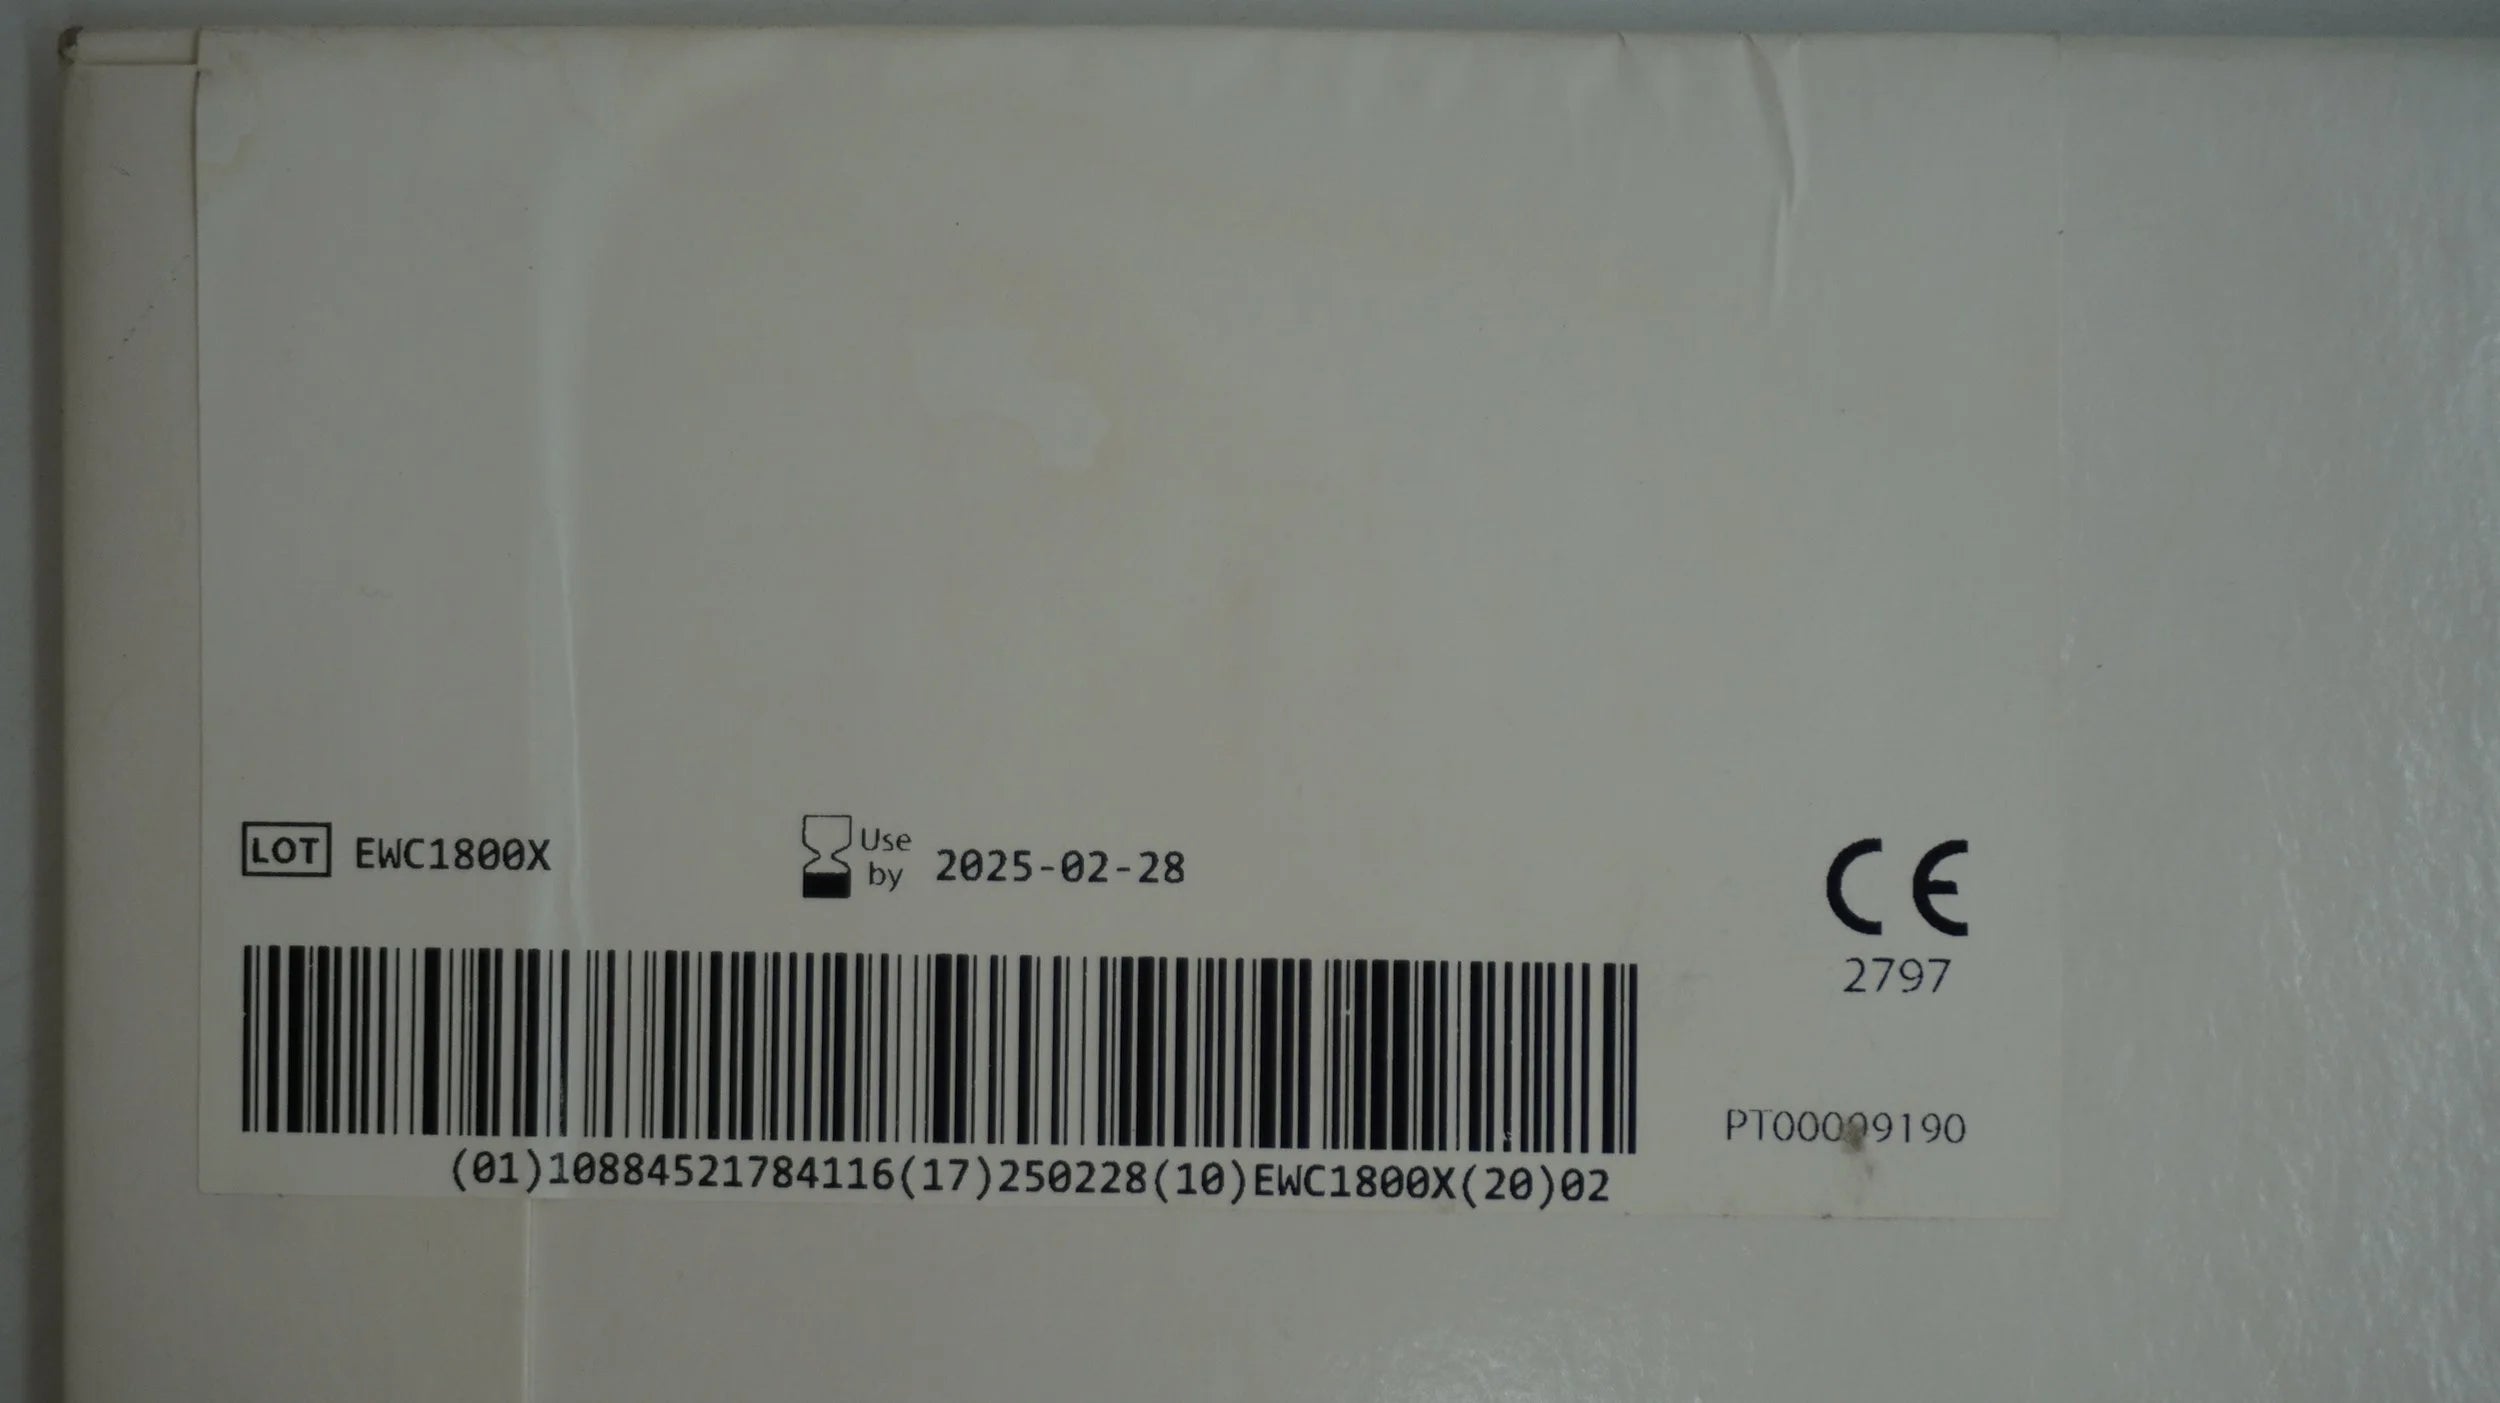 LOT EWC1800X
Use by 2025-02-28
CE
2797
PT00009190
(01)10884521784116(17)250228(10)EWC1800X(20)02